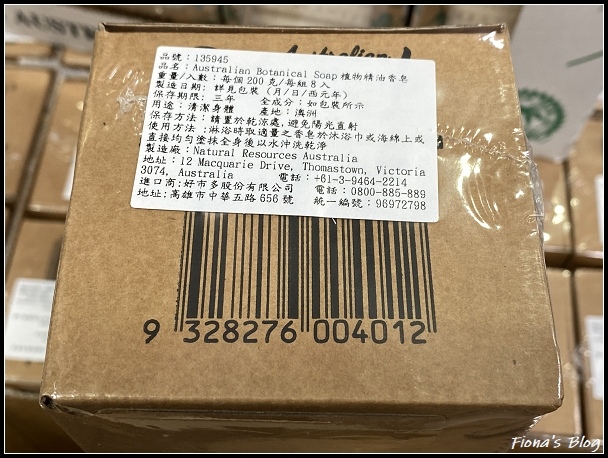 Australian
品號：135945
品名：Australian Botanical Soap 植物精油香皂
重量/入數：每個200克/每組8入
製造日期：詳見包裝（月/日/西元年）
保存期限：三年 全成分：如包裝所示
用途：清潔身體 產地：澳洲
保存方法：請置於乾涼處,避免陽光直射
使用方法：淋浴時取適量之香皂於沐浴巾或海綿上或
直接均勻塗抹全身後以水沖洗乾淨
製造廠：Natural Resources Australia
地址：12 Macquarie Drive, Thomastown, Victoria
3074, Australia 電話：+61-3-9464-2214
進口商:好市多股份有限公司 電話：0800-885-889
地址:高雄市中華五路656號 統一編號：96972798
9 328276 004012
Fiona's Blog